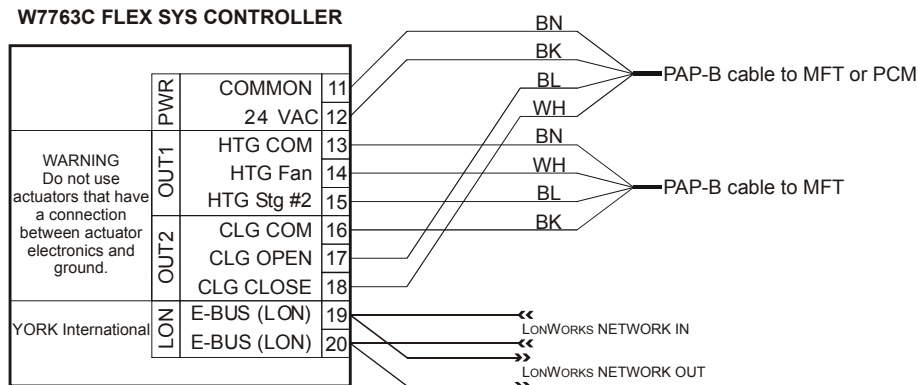 W7763C FLEX SYS CONTROLLER
PWR
COMMON 11
24 VAC 12
WARNING
Do not use
actuators that have
a connection
between actuator
electronics and
ground.
OUT1
HTG COM 13
HTG Fan 14
HTG Stg #2 15
OUT2
CLG COM 16
CLG OPEN 17
CLG CLOSE 18
YORK International
LON
E-BUS (LON) 19
E-BUS (LON) 20
BN
BK
BL
WH
PAP-B cable to MFT or PCM
BN
WH
BL
BK
PAP-B cable to MFT
LONWORKS NETWORK IN
LONWORKS NETWORK OUT